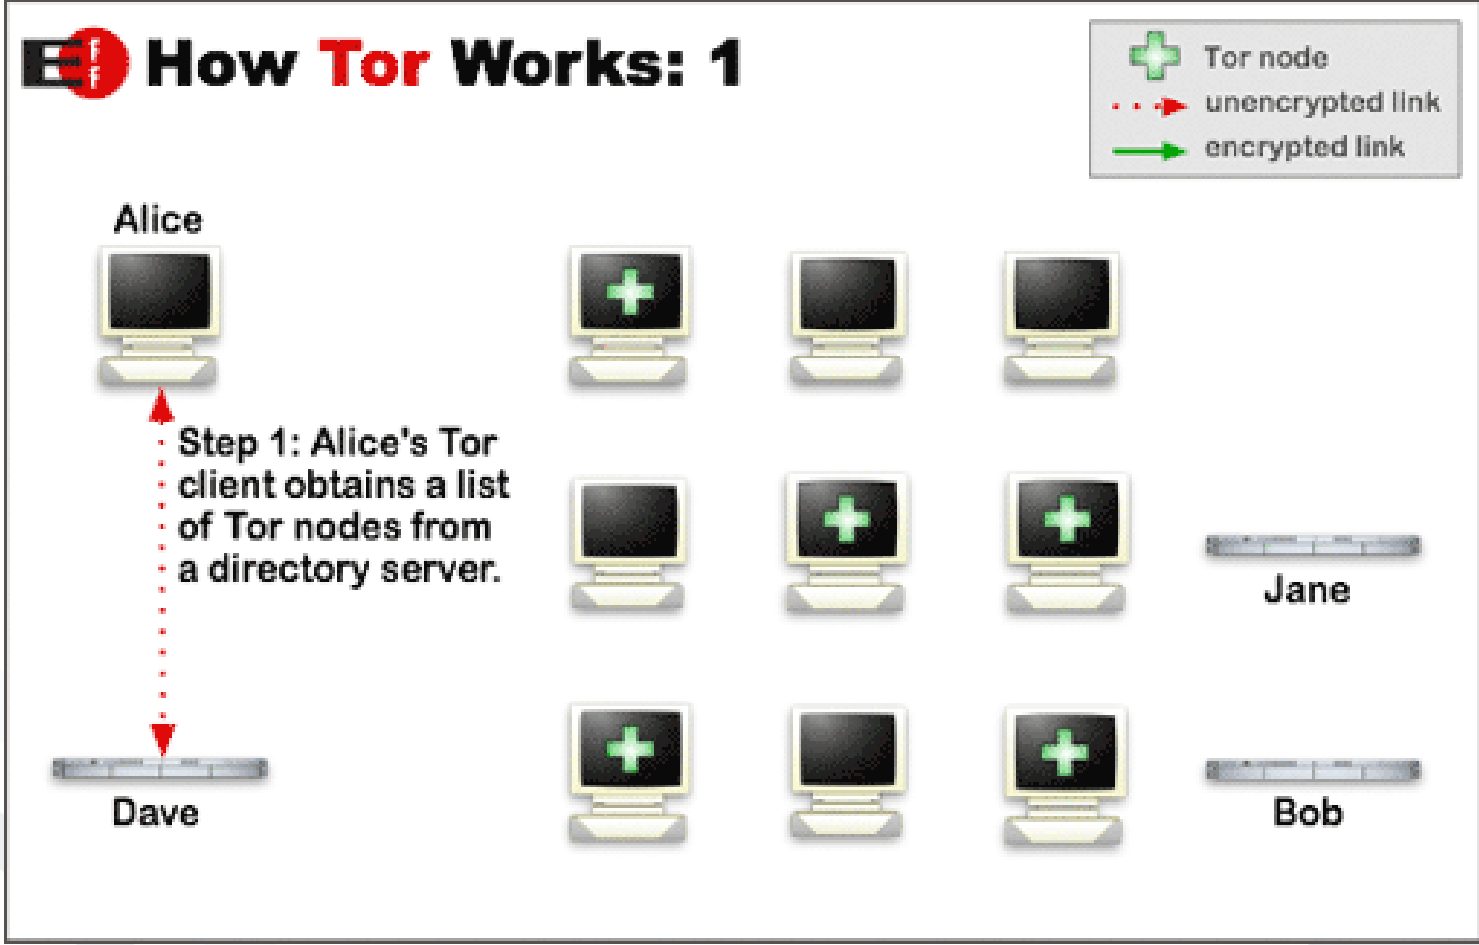 How Tor Works: 1
Tor node
unencrypted link
encrypted link
Alice
Step 1: Alice's Tor
client obtains a list
of Tor nodes from
a directory server.
Jane
Dave
Bob